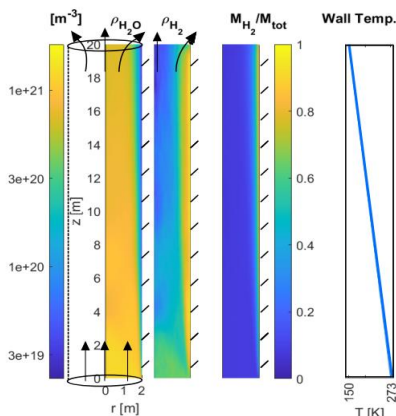 [m⁻³] ρH₂O ρH₂ MH₂/Mtot Wall Temp.
20
18
16
14
12
10
8
6
4
2
0
z [m]
1e+21
3e+20
1e+20
3e+19
0 1 2
r [m]
1
0.8
0.6
0.4
0.2
0
150 273
T [K]